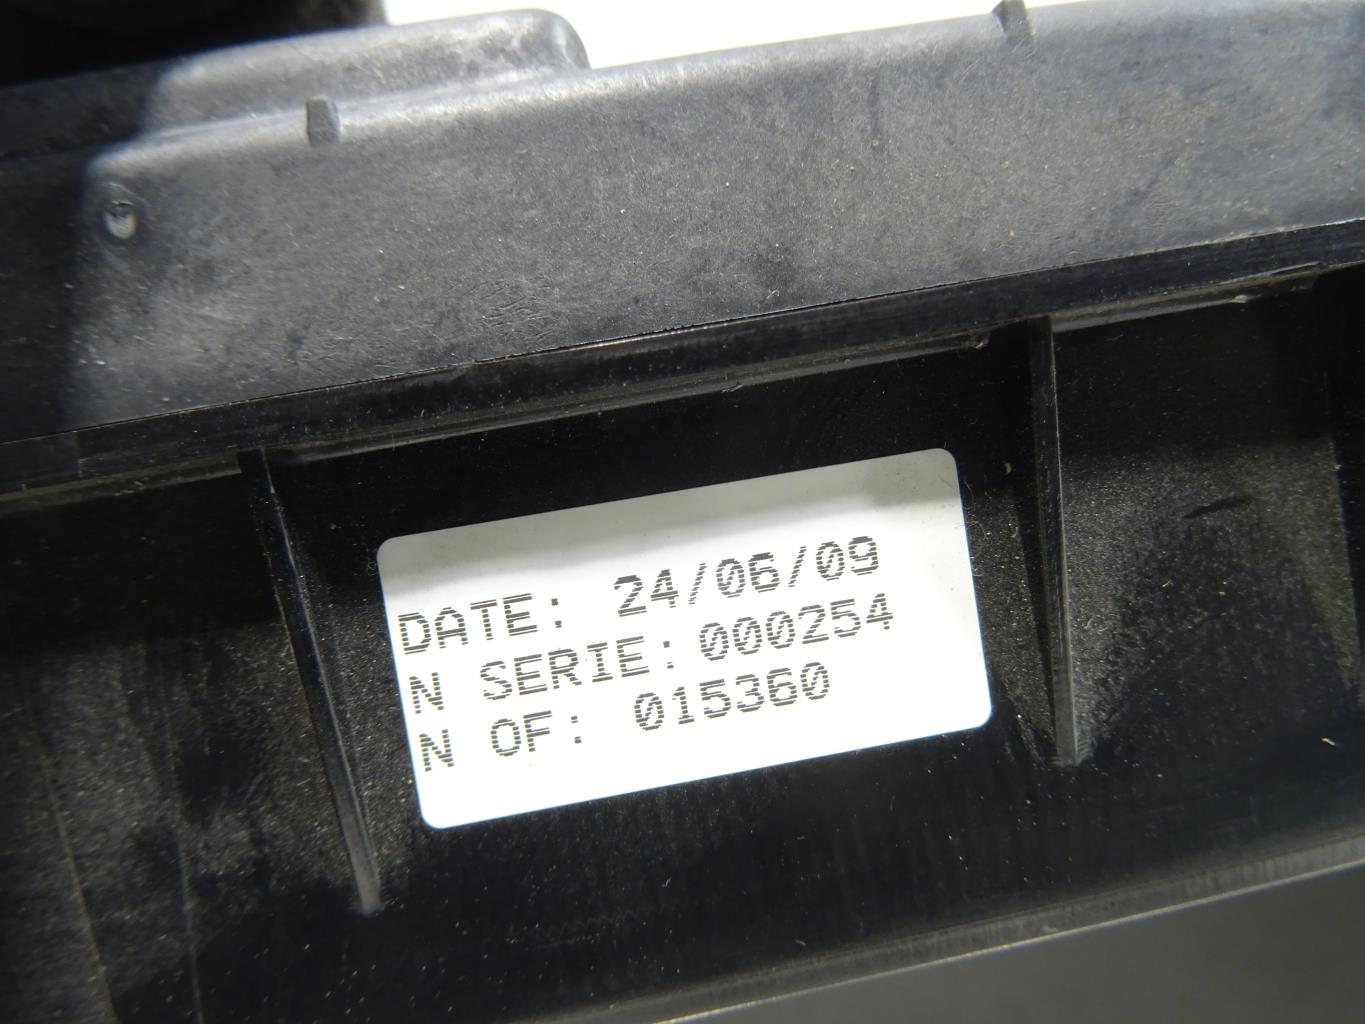 DATE: 24/06/09
N SERIE: 000254
N OF: 015360